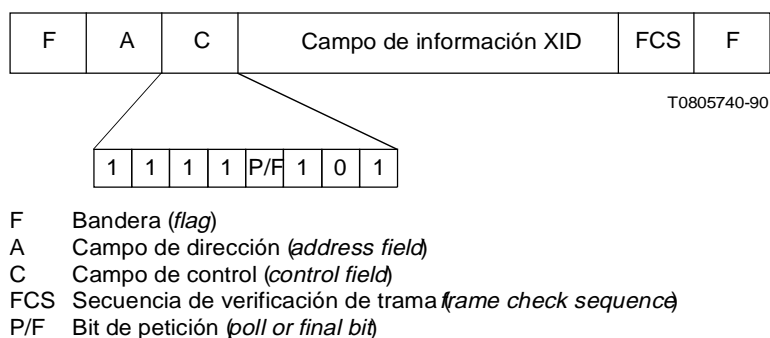 F A C Campo de información XID FCS F
T0805740-90
1 1 1 1 P/F 1 0 1
F Bandera (flag)
A Campo de dirección (address field)
C Campo de control (control field)
FCS Secuencia de verificación de trama (frame check sequence)
P/F Bit de petición (poll or final bit)